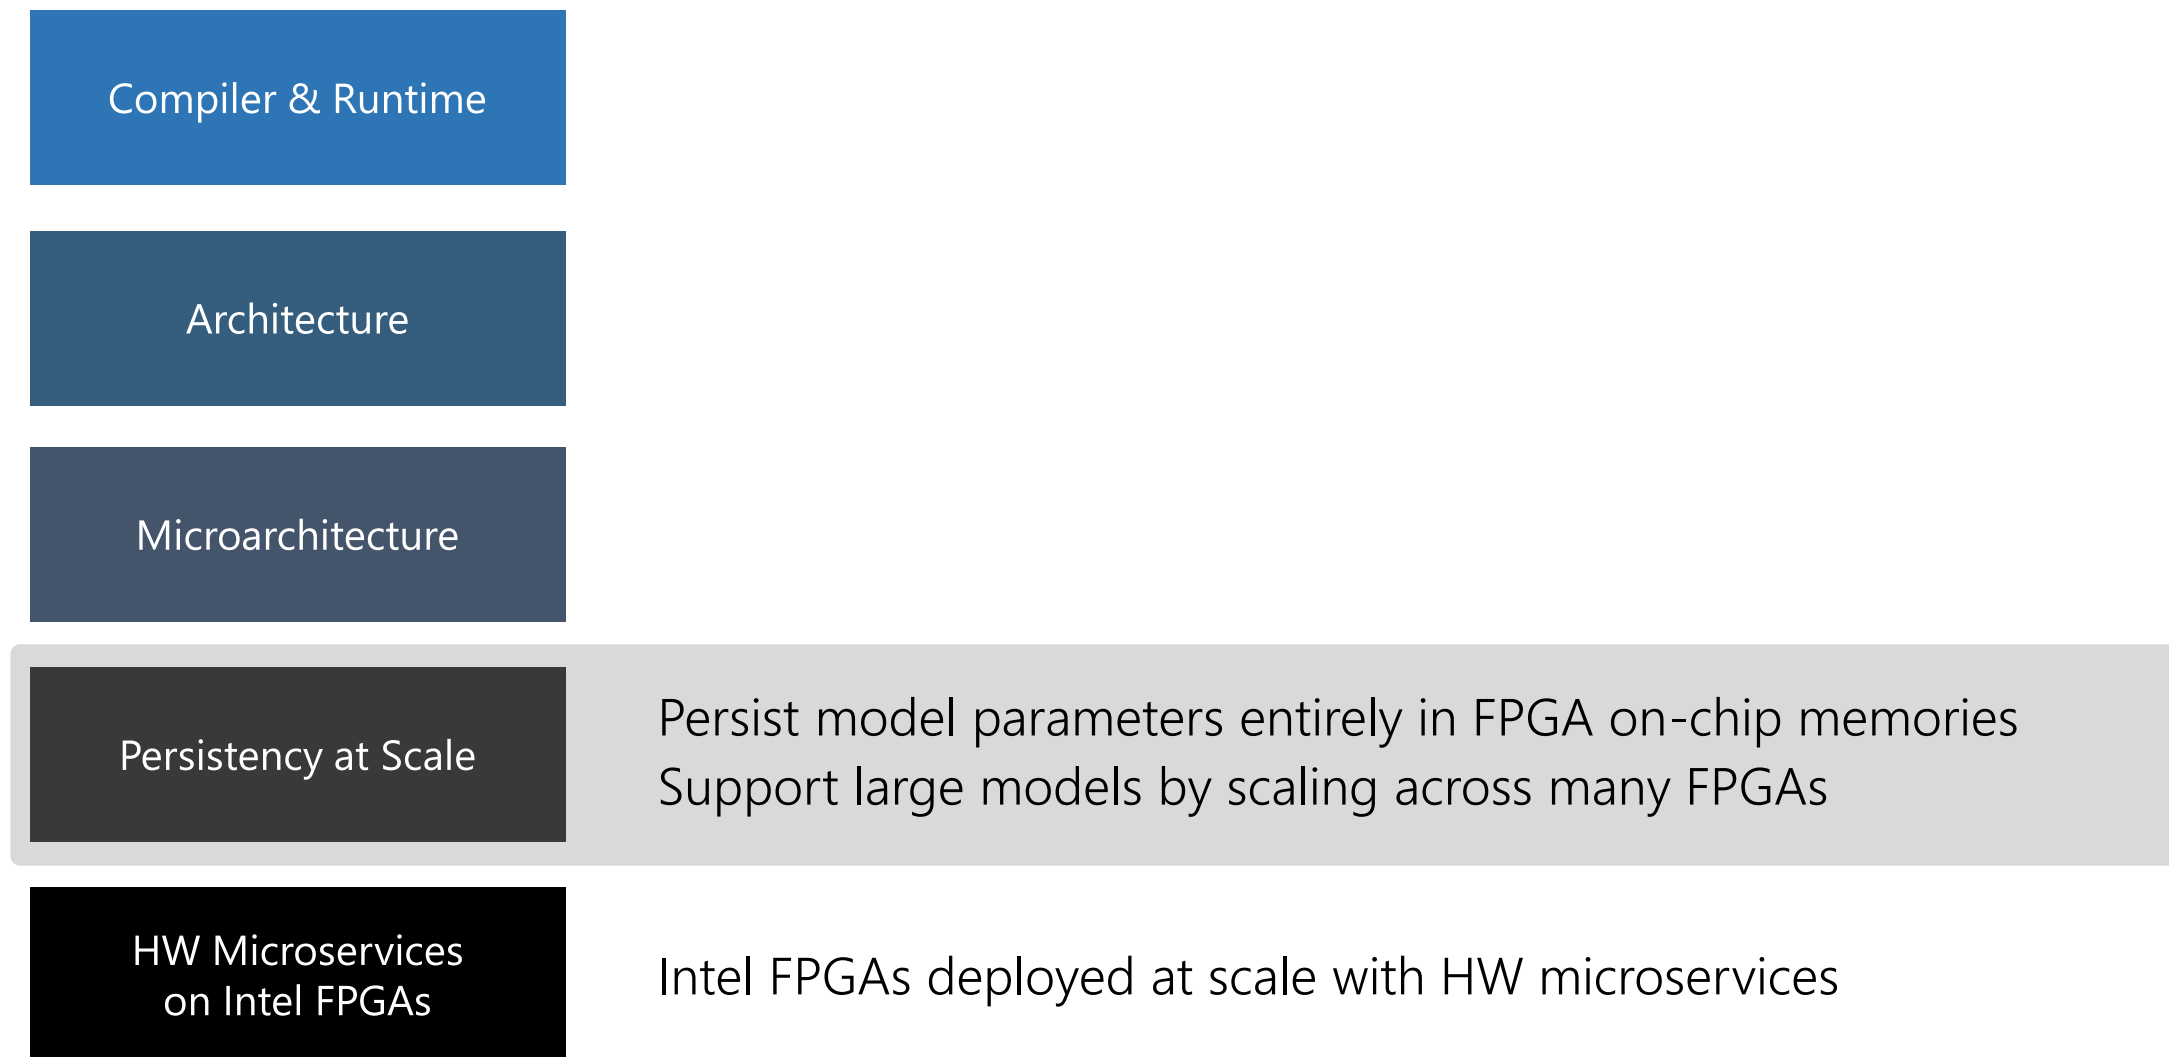 Compiler & Runtime
Architecture
Microarchitecture
Persistency at Scale
Persist model parameters entirely in FPGA on-chip memories
Support large models by scaling across many FPGAs
HW Microservices
on Intel FPGAs
Intel FPGAs deployed at scale with HW microservices